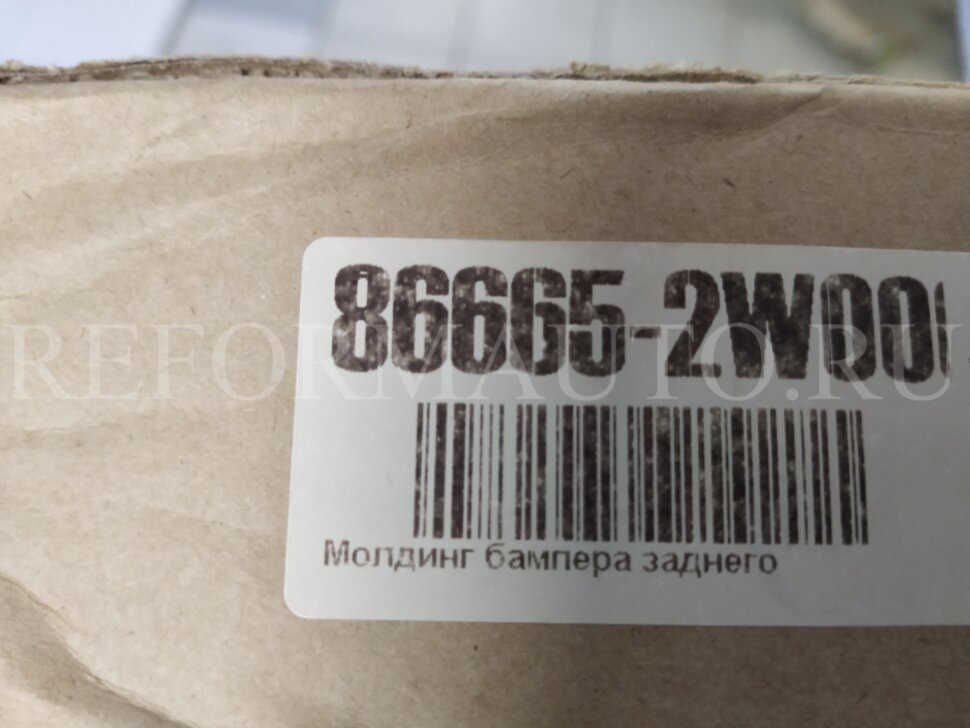 86665-2W00
REFORMAUTO.RU
Молдинг бампера заднего